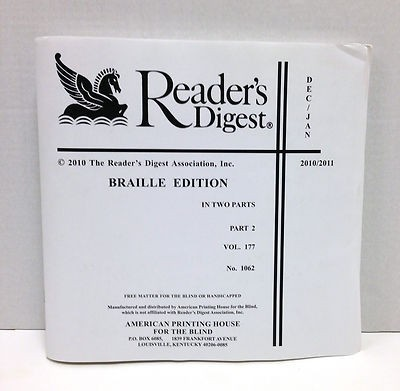 Reader's
Digest®
DEC/JAN
© 2010 The Reader's Digest Association, Inc.
2010/2011
BRAILLE EDITION
IN TWO PARTS
PART 2
VOL. 177
No. 1062
FREE MATTER FOR THE BLIND OR HANDICAPPED
Manufactured and distributed by American Printing House for the Blind,
which is not affiliated with Reader's Digest Association, Inc.
AMERICAN PRINTING HOUSE
FOR THE BLIND
P.O. BOX 6085, 1839 FRANKFORT AVENUE
LOUISVILLE, KENTUCKY 40206-0085